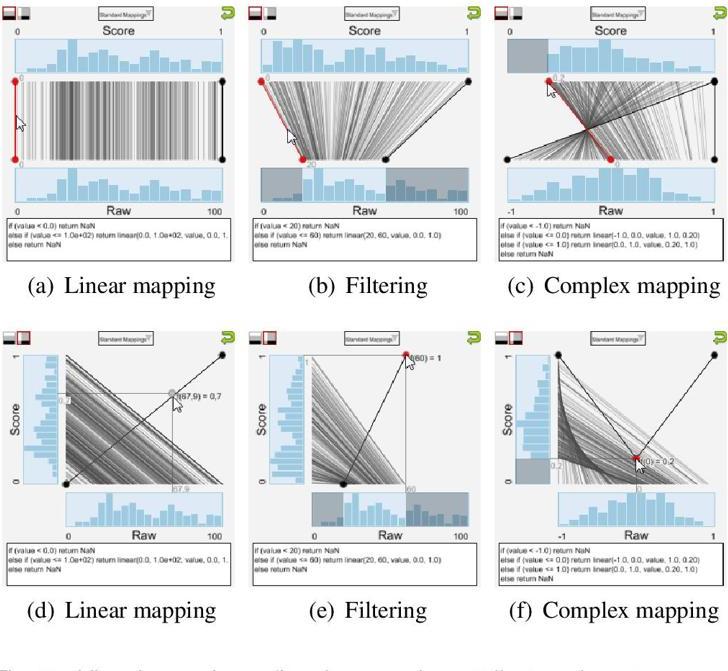 Standard Mappings
Standard Mappings
Standard Mappings
0 Score 1
0 Score 1
0 Score 1
0
0
0.2
0
20
0
0 Raw 100
0 Raw 100
-1 Raw 1
if (value < 0.0) return NaN
else if (value <= 1.0e+02) return linear(0.0, 1.0e+02, value, 0.0, 1.
else return NaN
if (value < 20) return NaN
else if (value <= 60) return linear(20, 60, value, 0.0, 1.0)
else return NaN
if (value < -1.0) return NaN
else if (value <= 0.0) return linear(-1.0, 0.0, value, 1.0, 0.20)
else if (value <= 1.0) return linear(0.0, 1.0, value, 0.20, 1.0)
else return NaN
(a) Linear mapping
(b) Filtering
(c) Complex mapping
Standard Mappings
Standard Mappings
Standard Mappings
1
Score
0
f(67,9) = 0,7
0,7
67,9
0 Raw 100
1
Score
0
f(60) = 1
1
60
0 Raw 100
1
Score
0
f(0) = 0.2
0.2
0
-1 Raw 1
if (value < 0.0) return NaN
else if (value <= 1.0e+02) return linear(0.0, 1.0e+02, value, 0.0, 1.
else return NaN
if (value < 20) return NaN
else if (value <= 60) return linear(20, 60, value, 0.0, 1.0)
else return NaN
if (value < -1.0) return NaN
else if (value <= 0.0) return linear(-1.0, 0.0, value, 1.0, 0.20)
else if (value <= 1.0) return linear(0.0, 1.0, value, 0.20, 1.0)
else return NaN
(d) Linear mapping
(e) Filtering
(f) Complex mapping